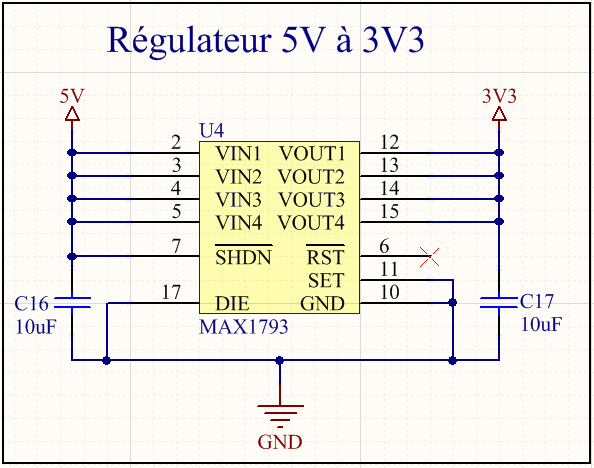 Régulateur 5V à 3V3
5V
3V3
U4
2 VIN1 VOUT1 12
3 VIN2 VOUT2 13
4 VIN3 VOUT3 14
5 VIN4 VOUT4 15
7 SHDN RST 6
SET 11
17 DIE GND 10
MAX1793
C16
10uF
C17
10uF
GND